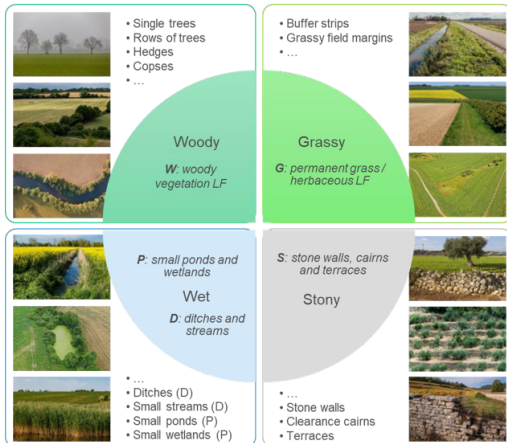 • Single trees
• Rows of trees
• Hedges
• Copses
• ...
Woody
W: woody
vegetation LF
• Buffer strips
• Grassy field margins
• ...
Grassy
G: permanent grass /
herbaceous LF
P: small ponds and
wetlands
Wet
D: ditches and
streams
• ...
• Ditches (D)
• Small streams (D)
• Small ponds (P)
• Small wetlands (P)
S: stone walls, cairns
and terraces
Stony
• ...
• Stone walls
• Clearance cairns
• Terraces